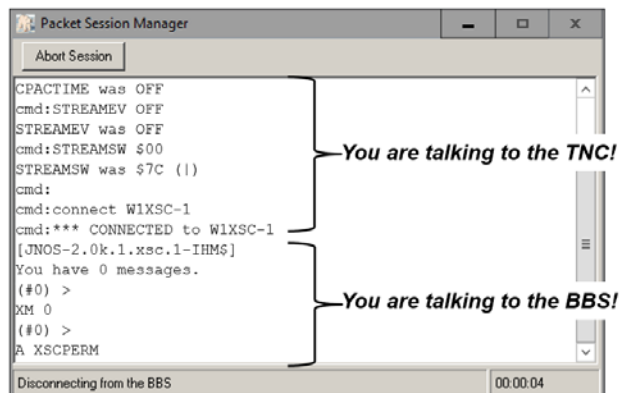 Packet Session Manager
Abort Session
CPACTIME was OFF
cmd:STREAMEV OFF
STREAMEV was OFF
cmd:STREAMSW $00
STREAMSW was $7C (|)
cmd:
cmd:connect W1XSC-1
cmd:*** CONNECTED to W1XSC-1
You are talking to the TNC!
[JNOS-2.0k.1.xsc.1-IHM$]
You have 0 messages.
(#0) >
XM 0
(#0) >
A XSCPERM
You are talking to the BBS!
Disconnecting from the BBS
00:00:04